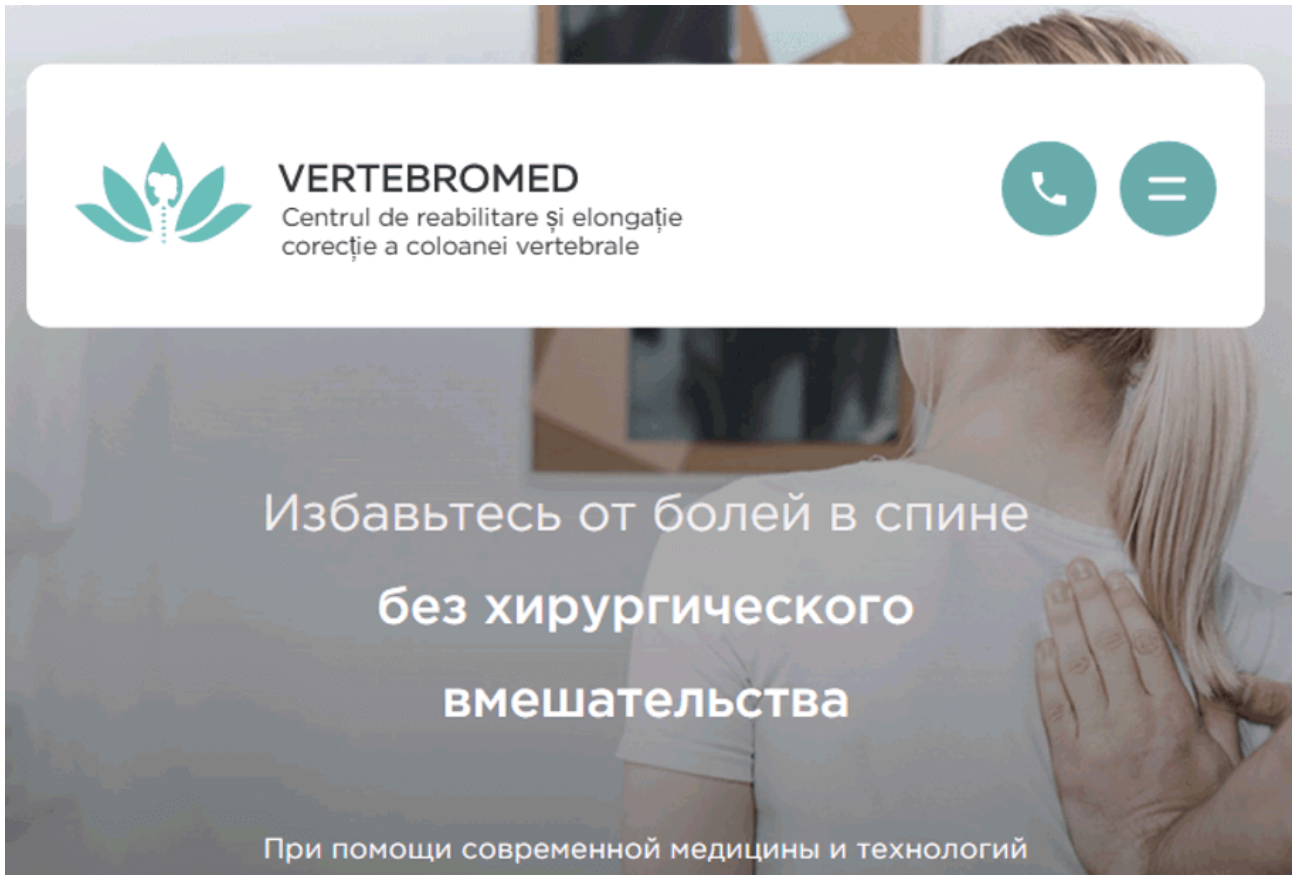 VERTEBROMED
Centrul de reabilitare și elongație
corecție a coloanei vertebrale
Избавьтесь от болей в спине
без хирургического
вмешательства
При помощи современной медицины и технологий